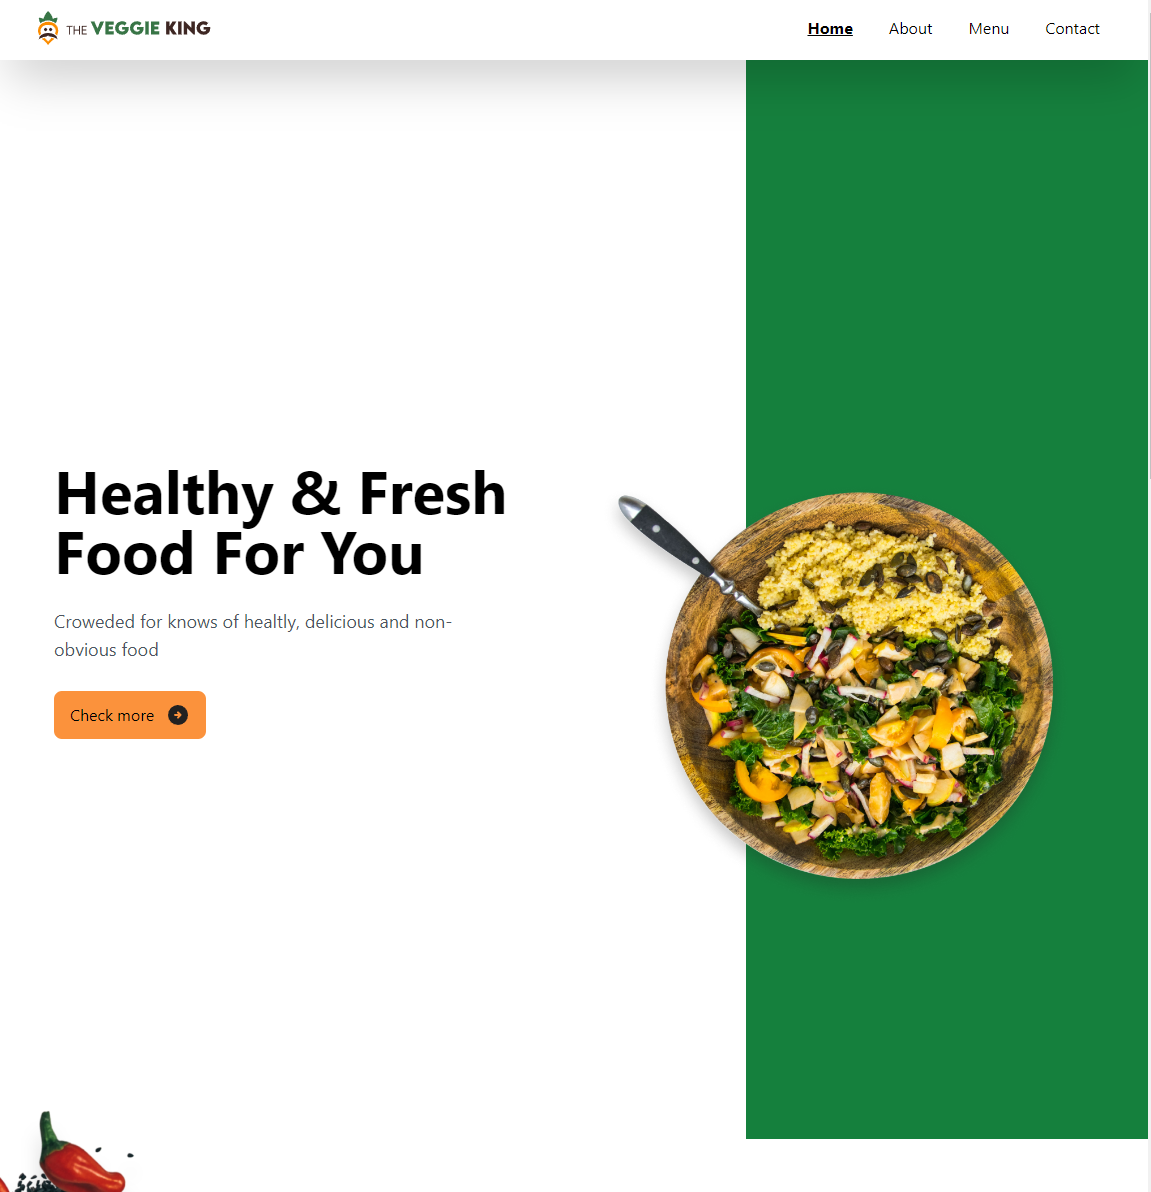 THE VEGGIE KING
Home About Menu Contact
Healthy & Fresh
Food For You
Croweded for knows of healtly, delicious and non-
obvious food
Check more